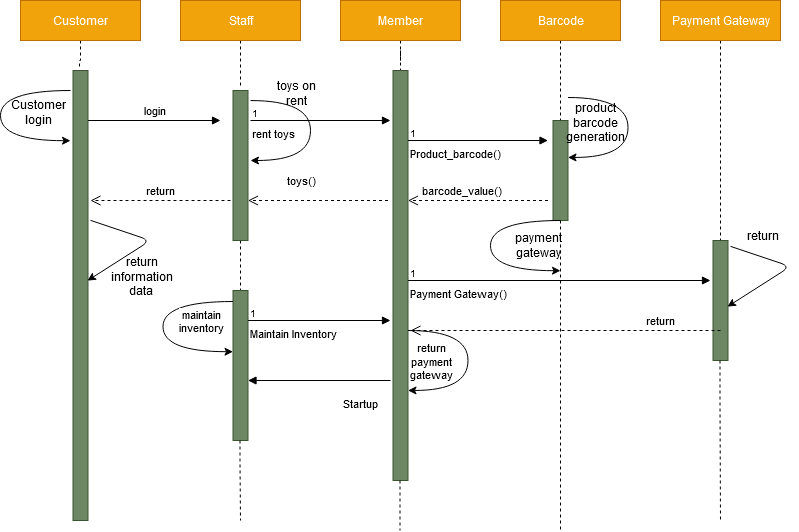 Customer
Staff
Member
Barcode
Payment Gateway
toys on
rent
Customer
login
login
1
rent toys
product
barcode
generation
1
Product_barcode()
return
toys()
barcode_value()
payment
gateway
return
return
information
data
1
Payment Gateway()
maintain
inventory
1
Maintain Inventory
return
return
payment
gateway
Startup